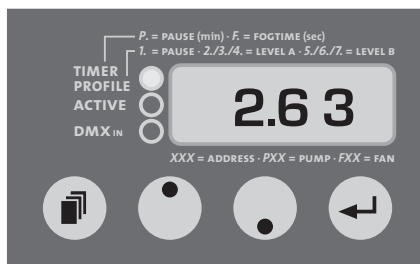 P. = PAUSE (min) · F. = FOGTIME (sec)
1. = PAUSE · 2./3./4. = LEVEL A · 5./6./7. = LEVEL B
TIMER
PROFILE
ACTIVE
DMX IN
2.6 3
XXX = ADDRESS · PXX = PUMP · FXX = FAN